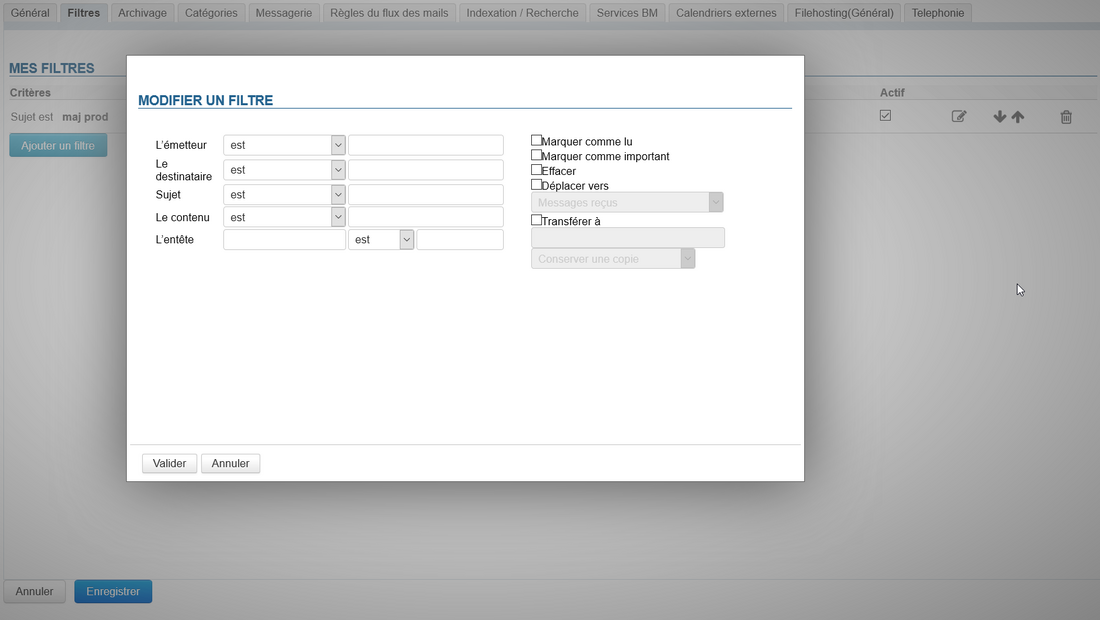 Général Filtres Archivage Catégories Messagerie Règles du flux des mails Indexation / Recherche Services BM Calendriers externes Filehosting(Général) Telephonie
MES FILTRES
Critères Actif
Sujet est maj prod
Ajouter un filtre
MODIFIER UN FILTRE
L'émetteur est
Le destinataire est
Sujet est
Le contenu est
L'entête est
Marquer comme lu
Marquer comme important
Effacer
Déplacer vers
Messages reçus
Transférer à
Conserver une copie
Valider Annuler
Annuler Enregistrer